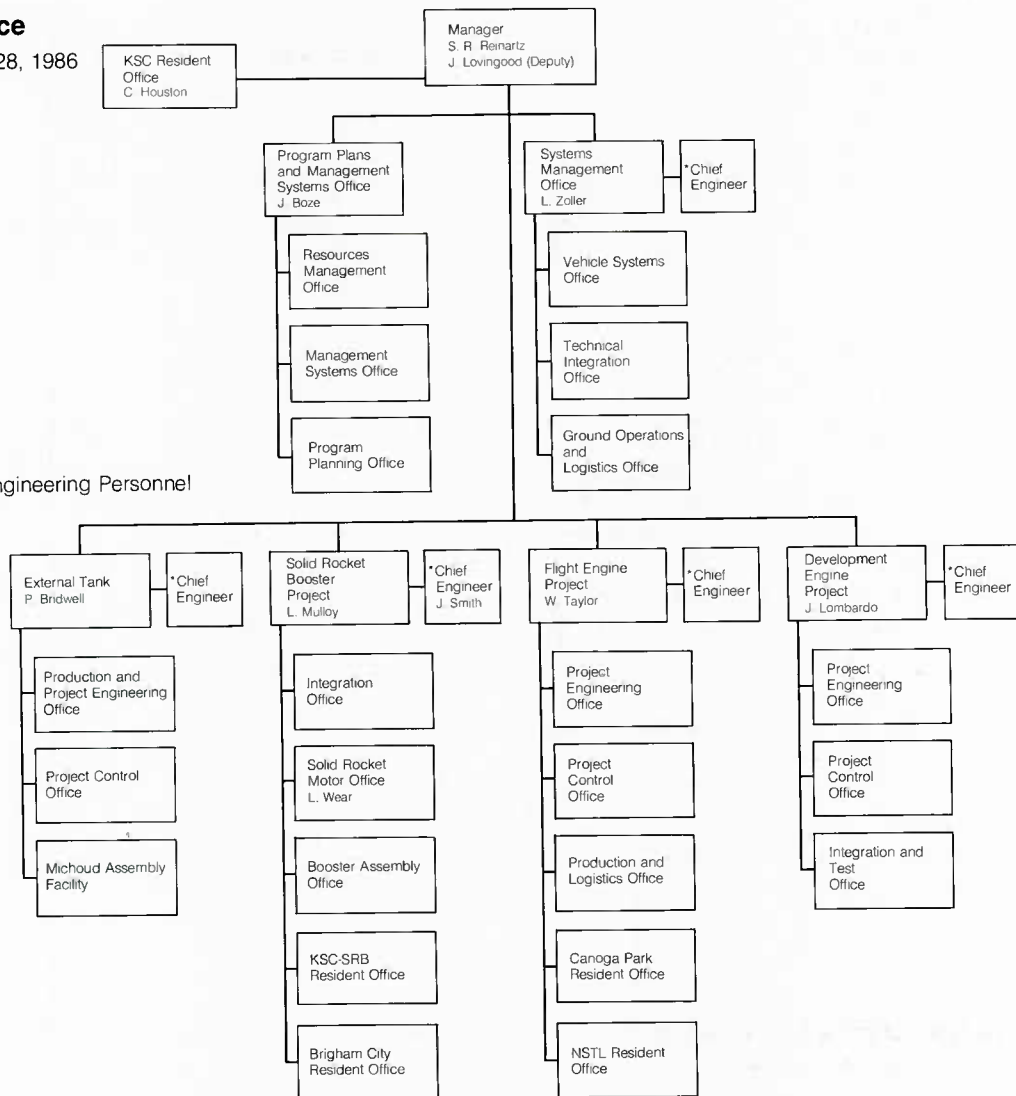 ce
28, 1986
Manager
S. R. Reinartz
J. Lovingood (Deputy)
KSC Resident
Office
C. Houston
Program Plans
and Management
Systems Office
J. Boze
Systems
Management
Office
L. Zoller
*Chief
Engineer
Resources
Management
Office
Vehicle Systems
Office
Management
Systems Office
Technical
Integration
Office
Program
Planning Office
Ground Operations
and
Logistics Office
ngineering Personnel
External Tank
P. Bridwell
*Chief
Engineer
Solid Rocket
Booster
Project
L. Mulloy
*Chief
Engineer
J. Smith
Flight Engine
Project
W. Taylor
*Chief
Engineer
Development
Engine
Project
J. Lombardo
*Chief
Engineer
Production and
Project Engineering
Office
Project Control
Office
Michoud Assembly
Facility
Integration
Office
Solid Rocket
Motor Office
L. Wear
Booster Assembly
Office
KSC-SRB
Resident Office
Brigham City
Resident Office
Project
Engineering
Office
Project
Control
Office
Production and
Logistics Office
Canoga Park
Resident Office
NSTL Resident
Office
Project
Engineering
Office
Project
Control
Office
Integration and
Test
Office